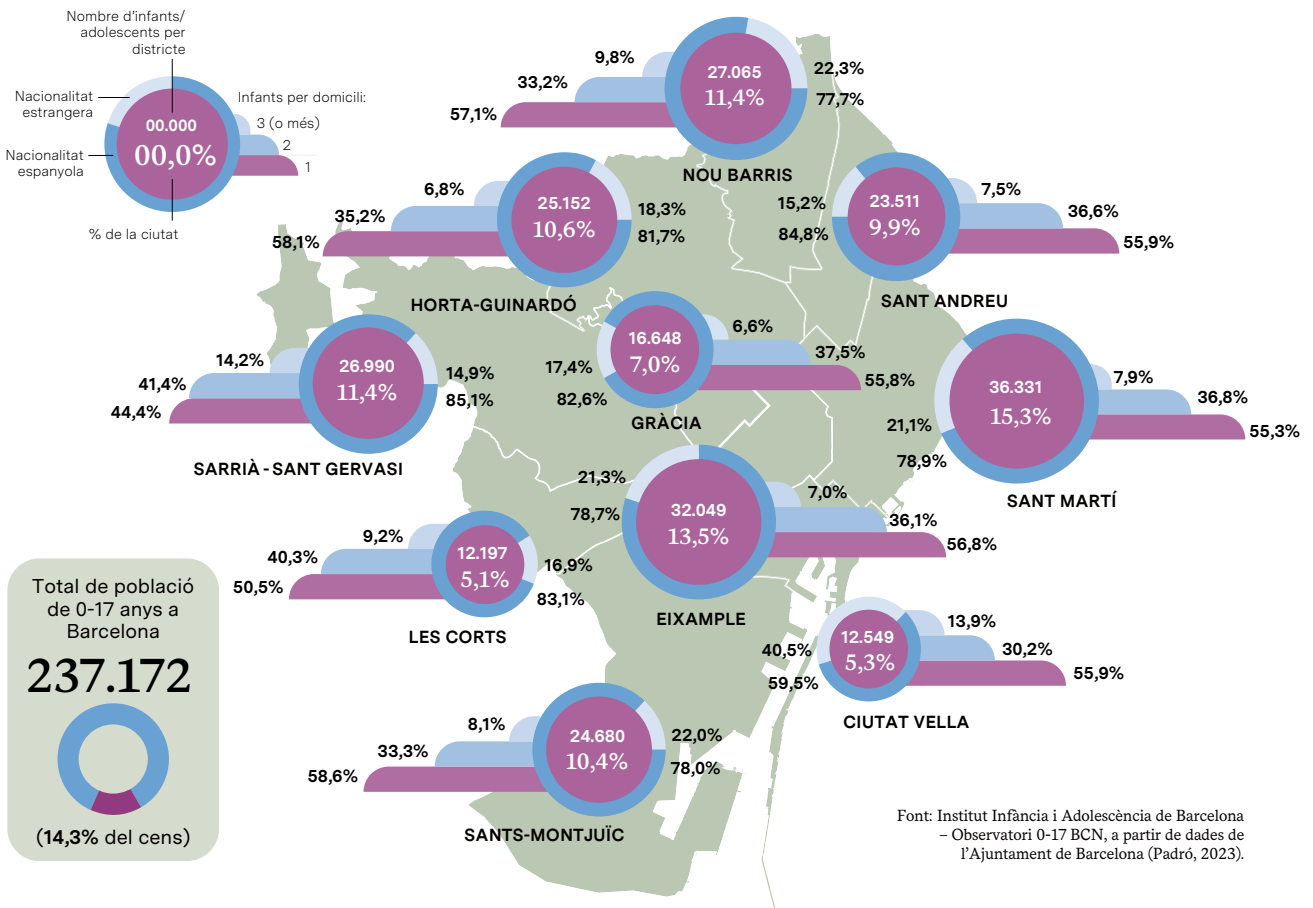 Nombre d'infants/
adolescents per
districte
Nacionalitat
estrangera
Nacionalitat
espanyola
00.000
00,0%
% de la ciutat
Infants per domicili:
3 (o més)
2
1
9,8%
33,2%
57,1%
27.065
11,4%
22,3%
77,7%
NOU BARRIS
6,8%
35,2%
58,1%
25.152
10,6%
18,3%
81,7%
HORTA-GUINARDÓ
15,2%
84,8%
23.511
9,9%
7,5%
36,6%
55,9%
SANT ANDREU
14,2%
41,4%
44,4%
26.990
11,4%
14,9%
85,1%
SARRIÀ - SANT GERVASI
17,4%
82,6%
16.648
7,0%
6,6%
37,5%
55,8%
GRÀCIA
21,1%
78,9%
36.331
15,3%
7,9%
36,8%
55,3%
SANT MARTÍ
21,3%
78,7%
32.049
13,5%
7,0%
36,1%
56,8%
EIXAMPLE
9,2%
40,3%
50,5%
12.197
5,1%
16,9%
83,1%
LES CORTS
40,5%
59,5%
12.549
5,3%
13,9%
30,2%
55,9%
CIUTAT VELLA
8,1%
33,3%
58,6%
24.680
10,4%
22,0%
78,0%
SANTS-MONTJUÏC
Total de població
de 0-17 anys a
Barcelona
237.172
(14,3% del cens)
Font: Institut Infància i Adolescència de Barcelona
– Observatori 0-17 BCN, a partir de dades de
l'Ajuntament de Barcelona (Padró, 2023).